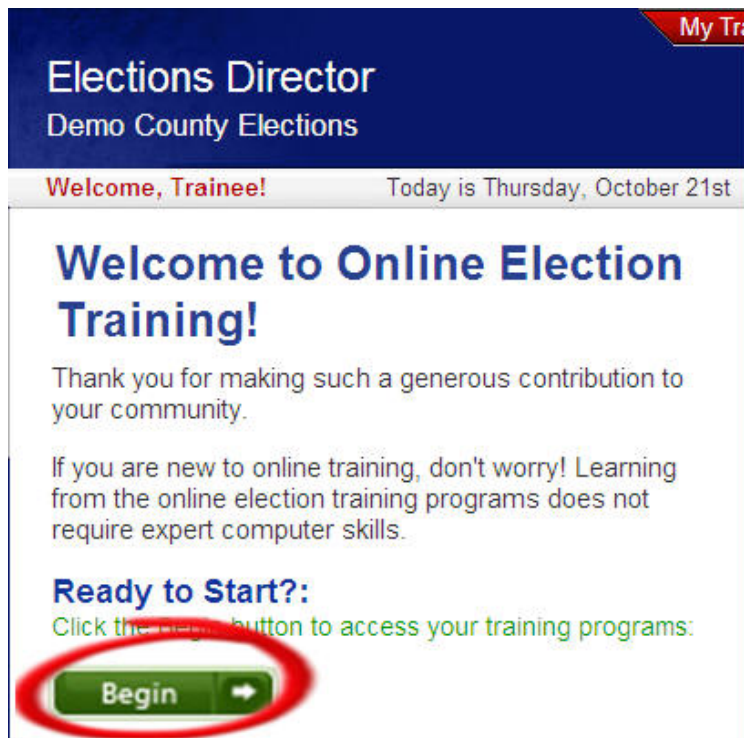 My Tra
Elections Director
Demo County Elections
Welcome, Trainee! Today is Thursday, October 21st
Welcome to Online Election
Training!
Thank you for making such a generous contribution to
your community.
If you are new to online training, don't worry! Learning
from the online election training programs does not
require expert computer skills.
Ready to Start?:
Click the Begin button to access your training programs:
Begin